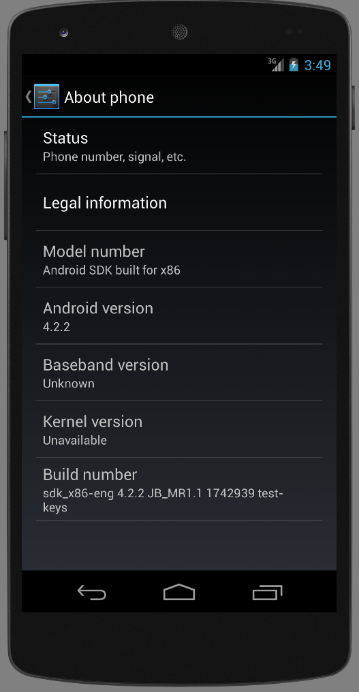 3G 3:49
About phone
Status
Phone number, signal, etc.
Legal information
Model number
Android SDK built for x86
Android version
4.2.2
Baseband version
Unknown
Kernel version
Unavailable
Build number
sdk_x86-eng 4.2.2 JB_MR1.1 1742939 test-
keys